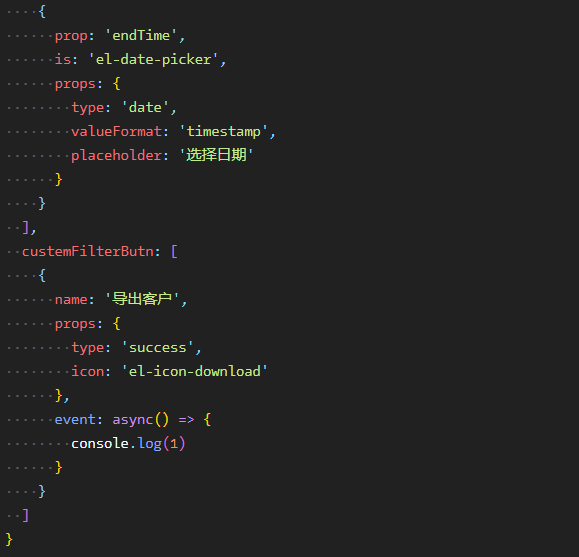 {
      prop: 'endTime',
      is: 'el-date-picker',
      props: {
        type: 'date',
        valueFormat: 'timestamp',
        placeholder: '选择日期'
      }
    }
  ],
  custemFilterButn: [
    {
      name: '导出客户',
      props: {
        type: 'success',
        icon: 'el-icon-download'
      },
      event: async() => {
        console.log(1)
      }
    }
  ]
}